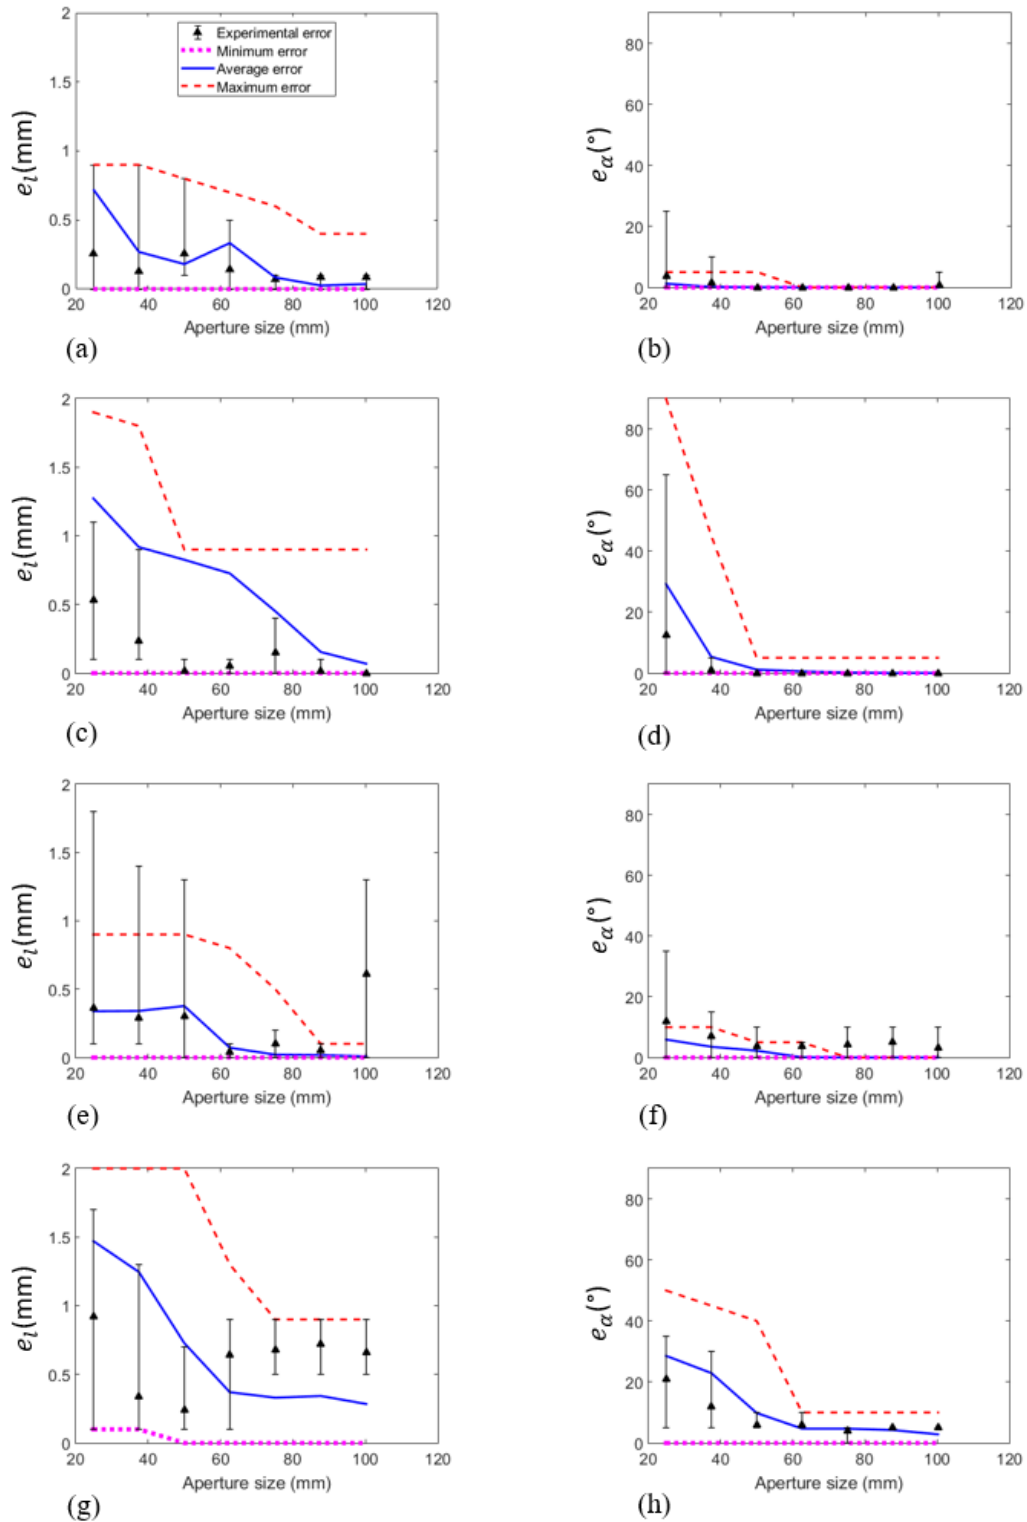 2
1.5
1
0.5
0
e_l(mm)
Experimental error
Minimum error
Average error
Maximum error
20 40 60 80 100 120
Aperture size (mm)
(a)
80
60
40
20
0
e_α(°)
20 40 60 80 100 120
Aperture size (mm)
(b)
2
1.5
1
0.5
0
e_l(mm)
20 40 60 80 100 120
Aperture size (mm)
(c)
80
60
40
20
0
e_α(°)
20 40 60 80 100 120
Aperture size (mm)
(d)
2
1.5
1
0.5
0
e_l(mm)
20 40 60 80 100 120
Aperture size (mm)
(e)
80
60
40
20
0
e_α(°)
20 40 60 80 100 120
Aperture size (mm)
(f)
2
1.5
1
0.5
0
e_l(mm)
20 40 60 80 100 120
Aperture size (mm)
(g)
80
60
40
20
0
e_α(°)
20 40 60 80 100 120
Aperture size (mm)
(h)